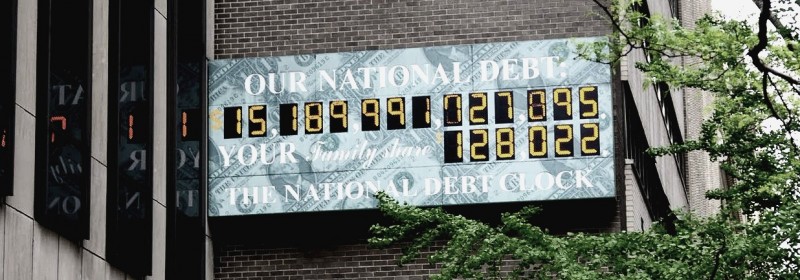 OUR NATIONAL DEBT:
15,189,991,027,895.
YOUR Family share 128,022.
THE NATIONAL DEBT CLOCK